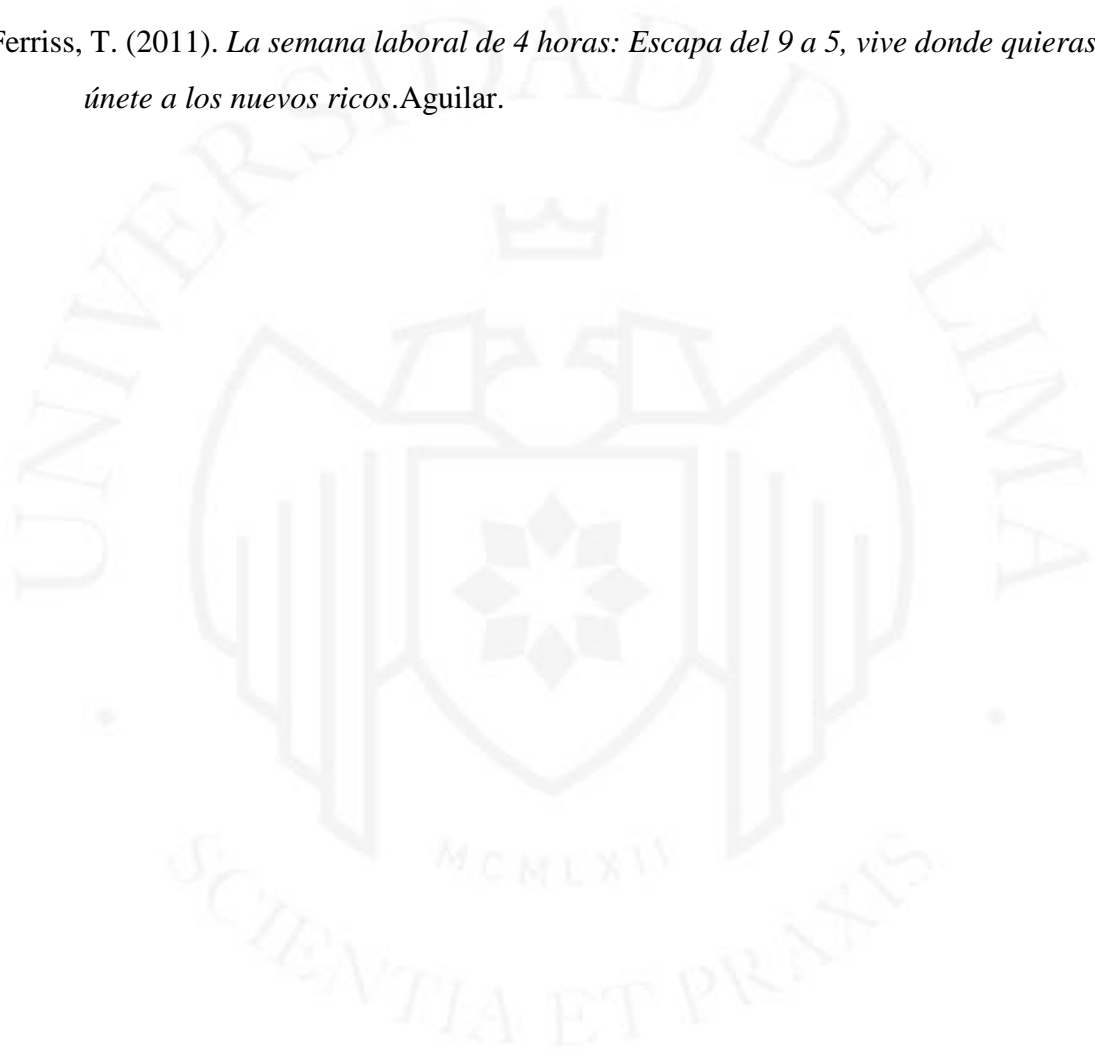 Ferriss, T. (2011). La semana laboral de 4 horas: Escapa del 9 a 5, vive donde quieras
únete a los nuevos ricos.Aguilar.
UNIVERSIDAD DE LIMA
MCMLXII
SCIENTIA ET PRAXIS